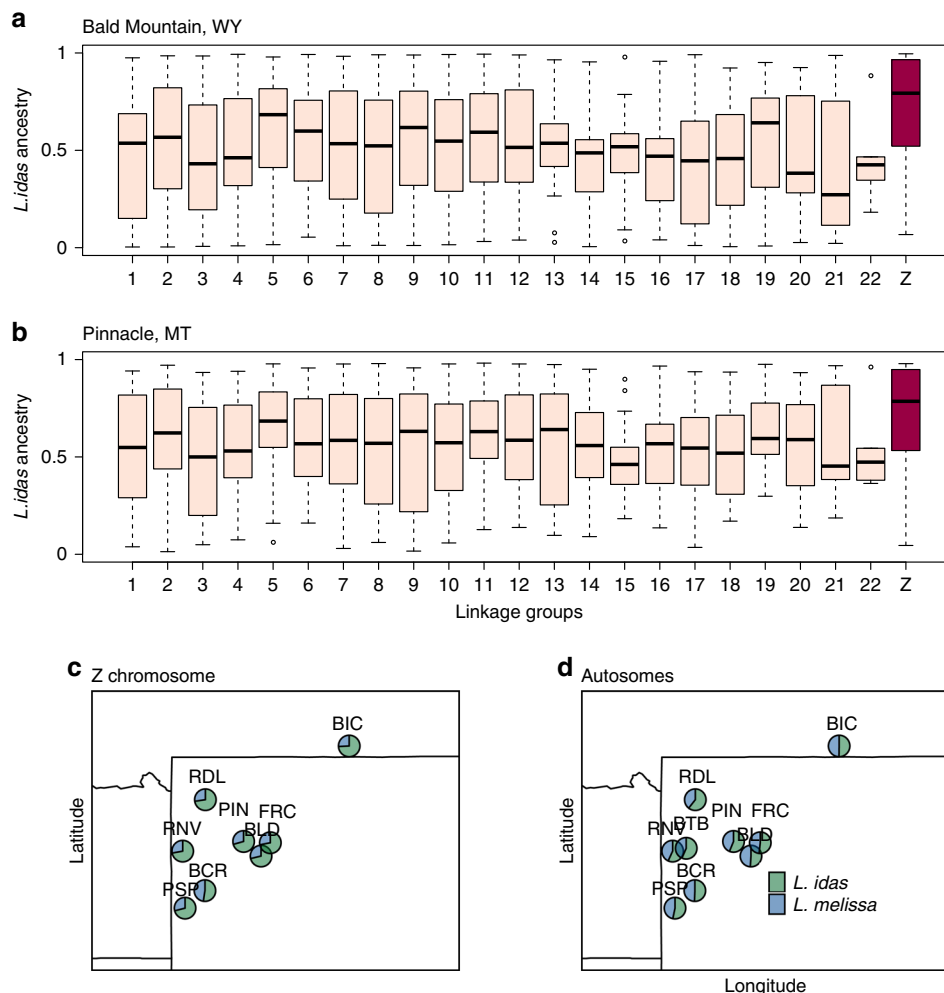 a
Bald Mountain, WY
L.idas ancestry
1
0.5
0
1 2 3 4 5 6 7 8 9 10 11 12 13 14 15 16 17 18 19 20 21 22 Z
b
Pinnacle, MT
L.idas ancestry
1
0.5
0
1 2 3 4 5 6 7 8 9 10 11 12 13 14 15 16 17 18 19 20 21 22 Z
Linkage groups
c
Z chromosome
Latitude
BIC
RDL
PIN FRC
RNV BLD
BCR
PSP
d
Autosomes
Latitude
BIC
RDL
PIN FRC
RNV BTB BLD
BCR
PSP
L. idas
L. melissa
Longitude